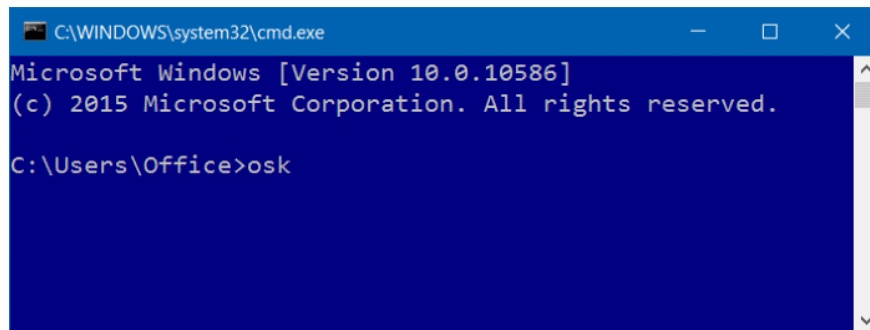 C:\WINDOWS\system32\cmd.exe
Microsoft Windows [Version 10.0.10586]
(c) 2015 Microsoft Corporation. All rights reserved.
C:\Users\Office>osk